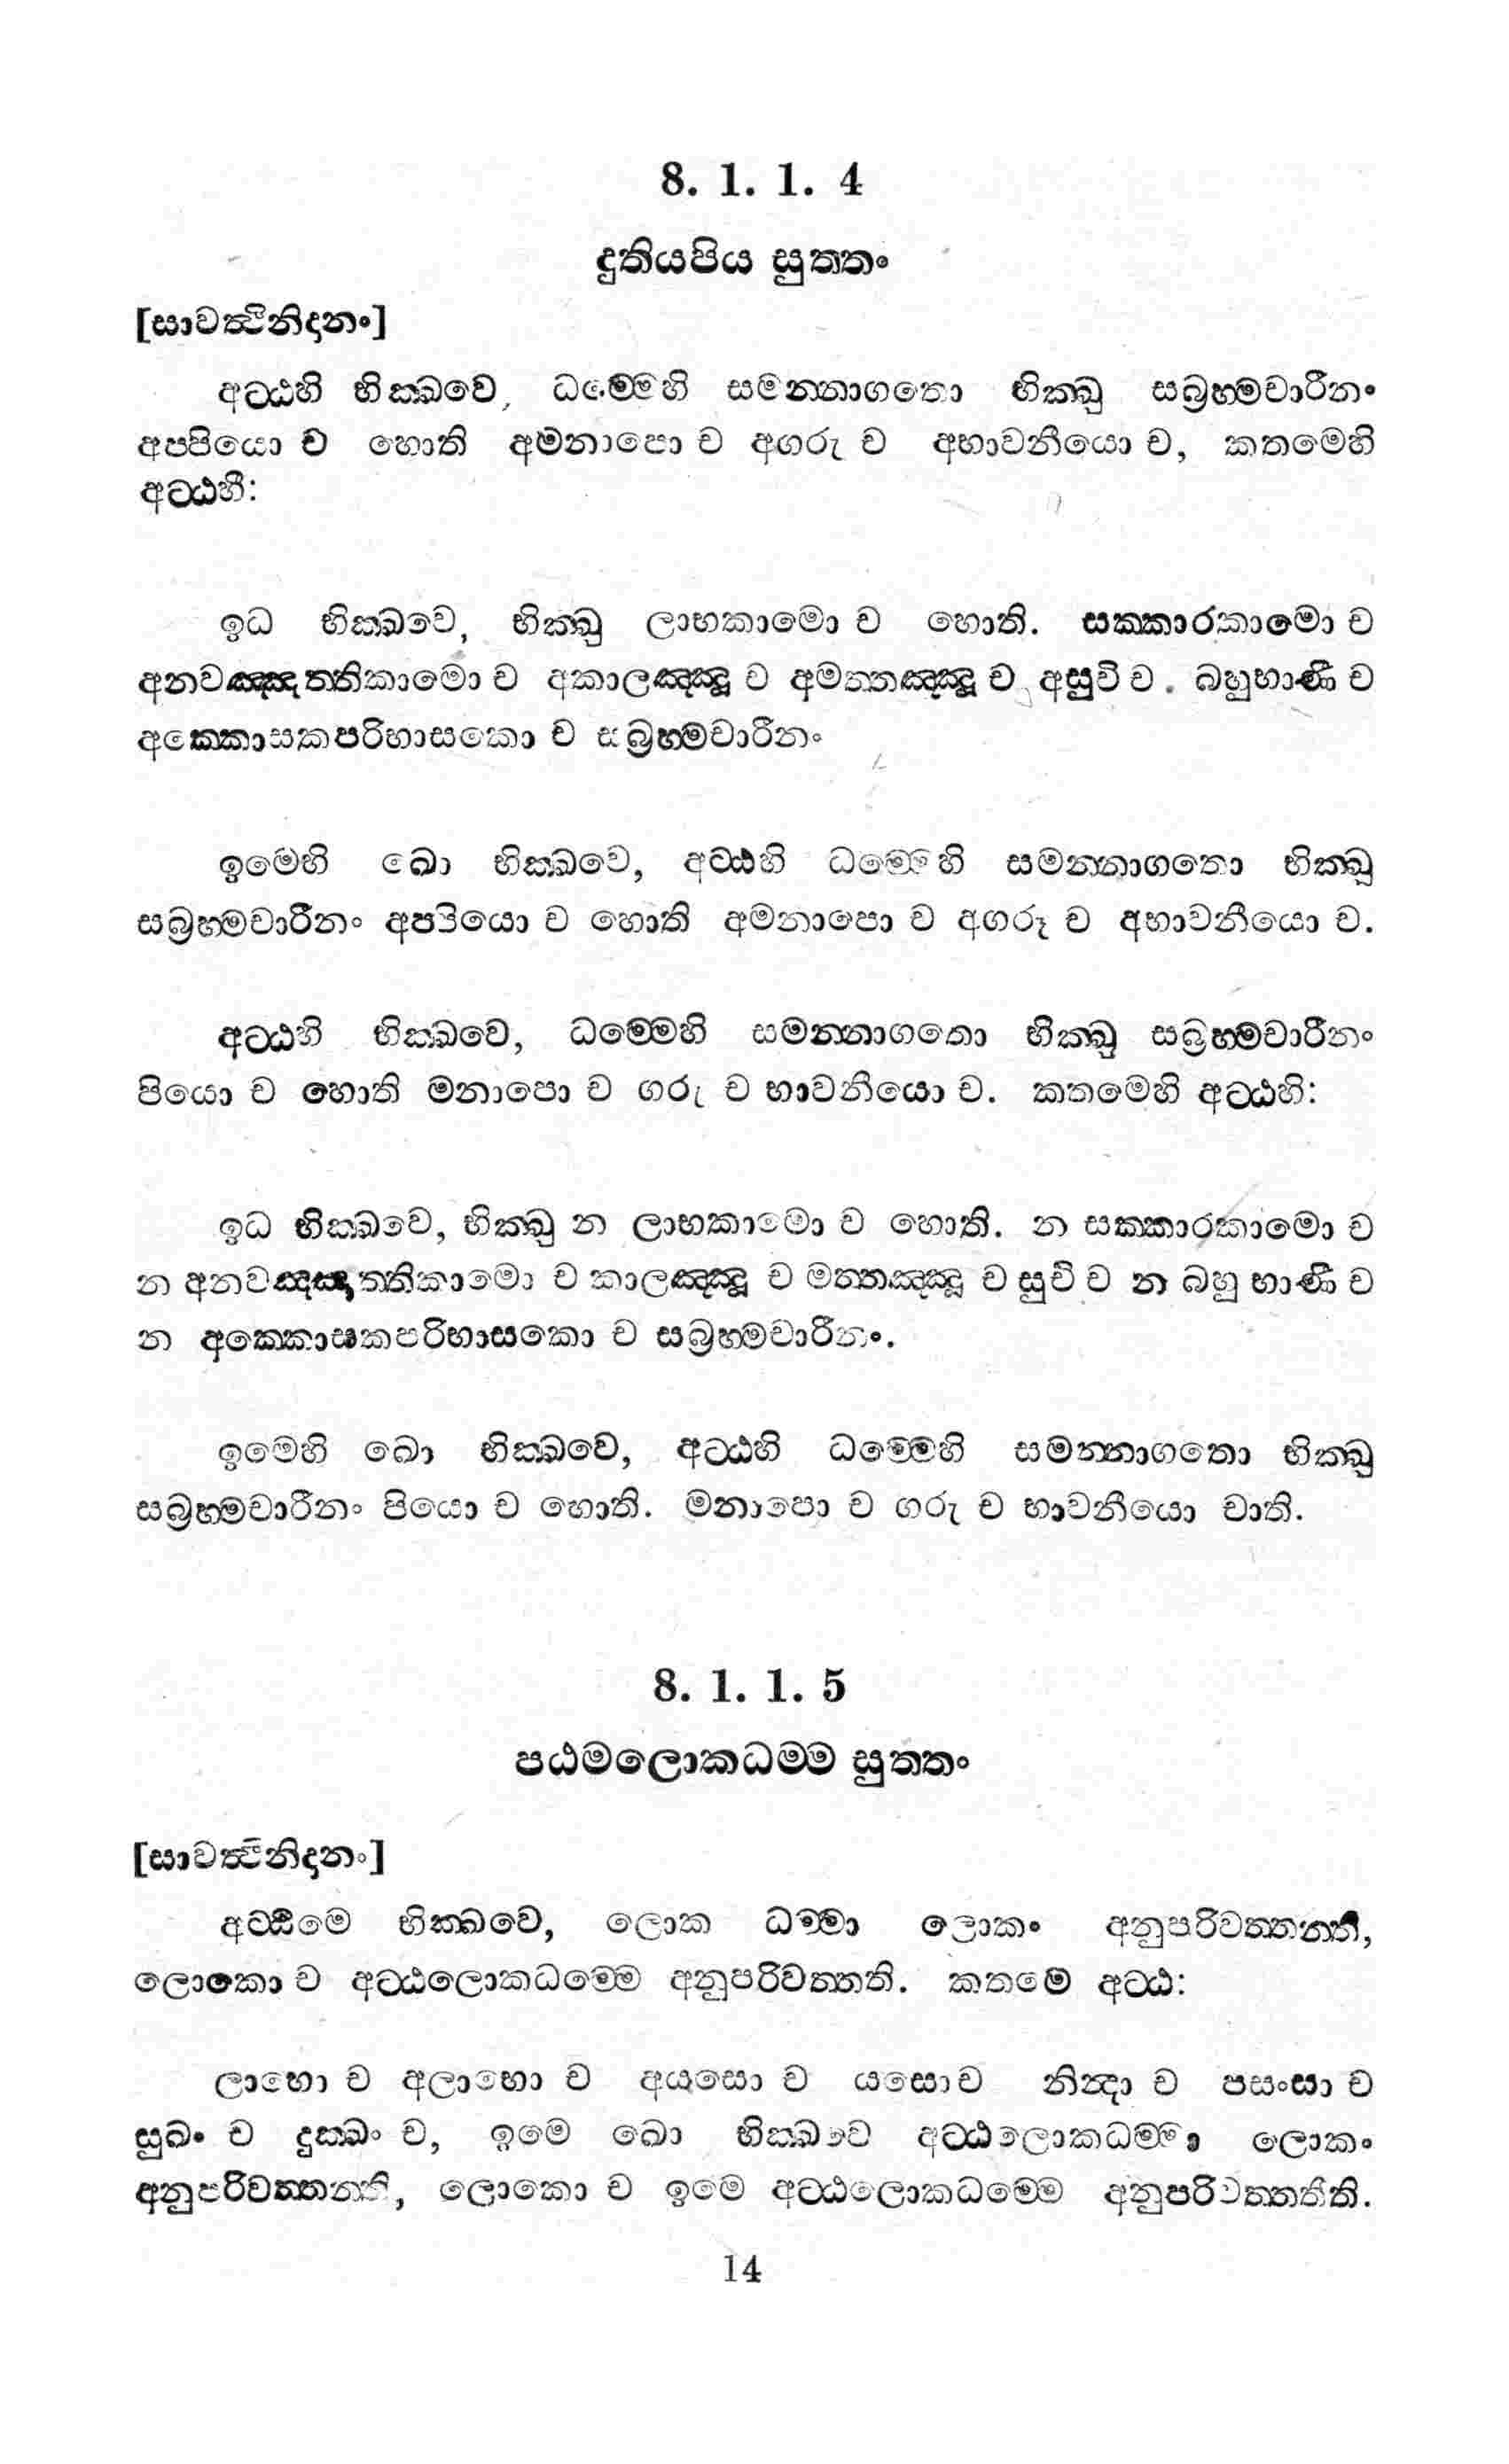 8. 1. 1. 4
දුතියපිය සුත්තං
[සාවත්ථිනිදානං]
අට්ඨහි භික්ඛවෙ, ධම්මෙහි සමන්නාගතො භික්ඛු සබ්‍රහ්මචාරීනං
අප්පියො ච හොති අමනාපො ච අගරු ච අභාවනීයො ච, කතමෙහි
අට්ඨහි:
ඉධ භික්ඛවෙ, භික්ඛු ලාභකාමො ච හොති. සක්කාරකාමො ච
අනවඤ්ඤත්තිකාමො ච අකාලඤ්ඤූ ච අමත්තඤ්ඤූ ච අසුචි ච. බහුභාණී ච
අක්කොසකපරිභාසකො ච සබ්‍රහ්මචාරීනං
ඉමෙහි ඛො භික්ඛවෙ, අට්ඨහි ධම්මෙහි සමන්නාගතො භික්ඛු
සබ්‍රහ්මචාරීනං අප්පියො ච හොති අමනාපො ච අගරූ ච අභාවනීයො ච.
අට්ඨහි භික්ඛවෙ, ධම්මෙහි සමන්නාගතො භික්ඛු සබ්‍රහ්මචාරීනං
පියො ච හොති මනාපො ච ගරු ච භාවනීයො ච. කතමෙහි අට්ඨහි:
ඉධ භික්ඛවෙ, භික්ඛු න ලාභකාමො ච හොති. න සක්කාරකාමො ච
න අනවඤ්ඤත්තිකාමො ච කාලඤ්ඤූ ච මත්තඤ්ඤූ ච සුචි ච න බහු භාණී ච
න අක්කොසකපරිභාසකො ච සබ්‍රහ්මචාරීනං.
ඉමෙහි ඛො භික්ඛවෙ, අට්ඨහි ධම්මෙහි සමන්නාගතො භික්ඛු
සබ්‍රහ්මචාරීනං පියො ච හොති. මනාපො ච ගරු ච භාවනීයො චාති.
8. 1. 1. 5
පඨමලොකධම්ම සුත්තං
[සාවත්ථිනිදානං]
අට්ඨිමෙ භික්ඛවෙ, ලොක ධම්මා ලොකං අනුපරිවත්තන්ති,
ලොකො ච අට්ඨලොකධම්මෙ අනුපරිවත්තති. කතමෙ අට්ඨ:
ලාභො ච අලාභො ච අයසො ච යසොච නින්දා ච පසංසා ච
සුඛං ච දුක්ඛං ච, ඉමෙ ඛො භික්ඛවෙ අට්ඨලොකධම්මා ලොකං
අනුපරිවත්තන්ති, ලොකො ච ඉමෙ අට්ඨලොකධම්මෙ අනුපරිවත්තතීති.
14